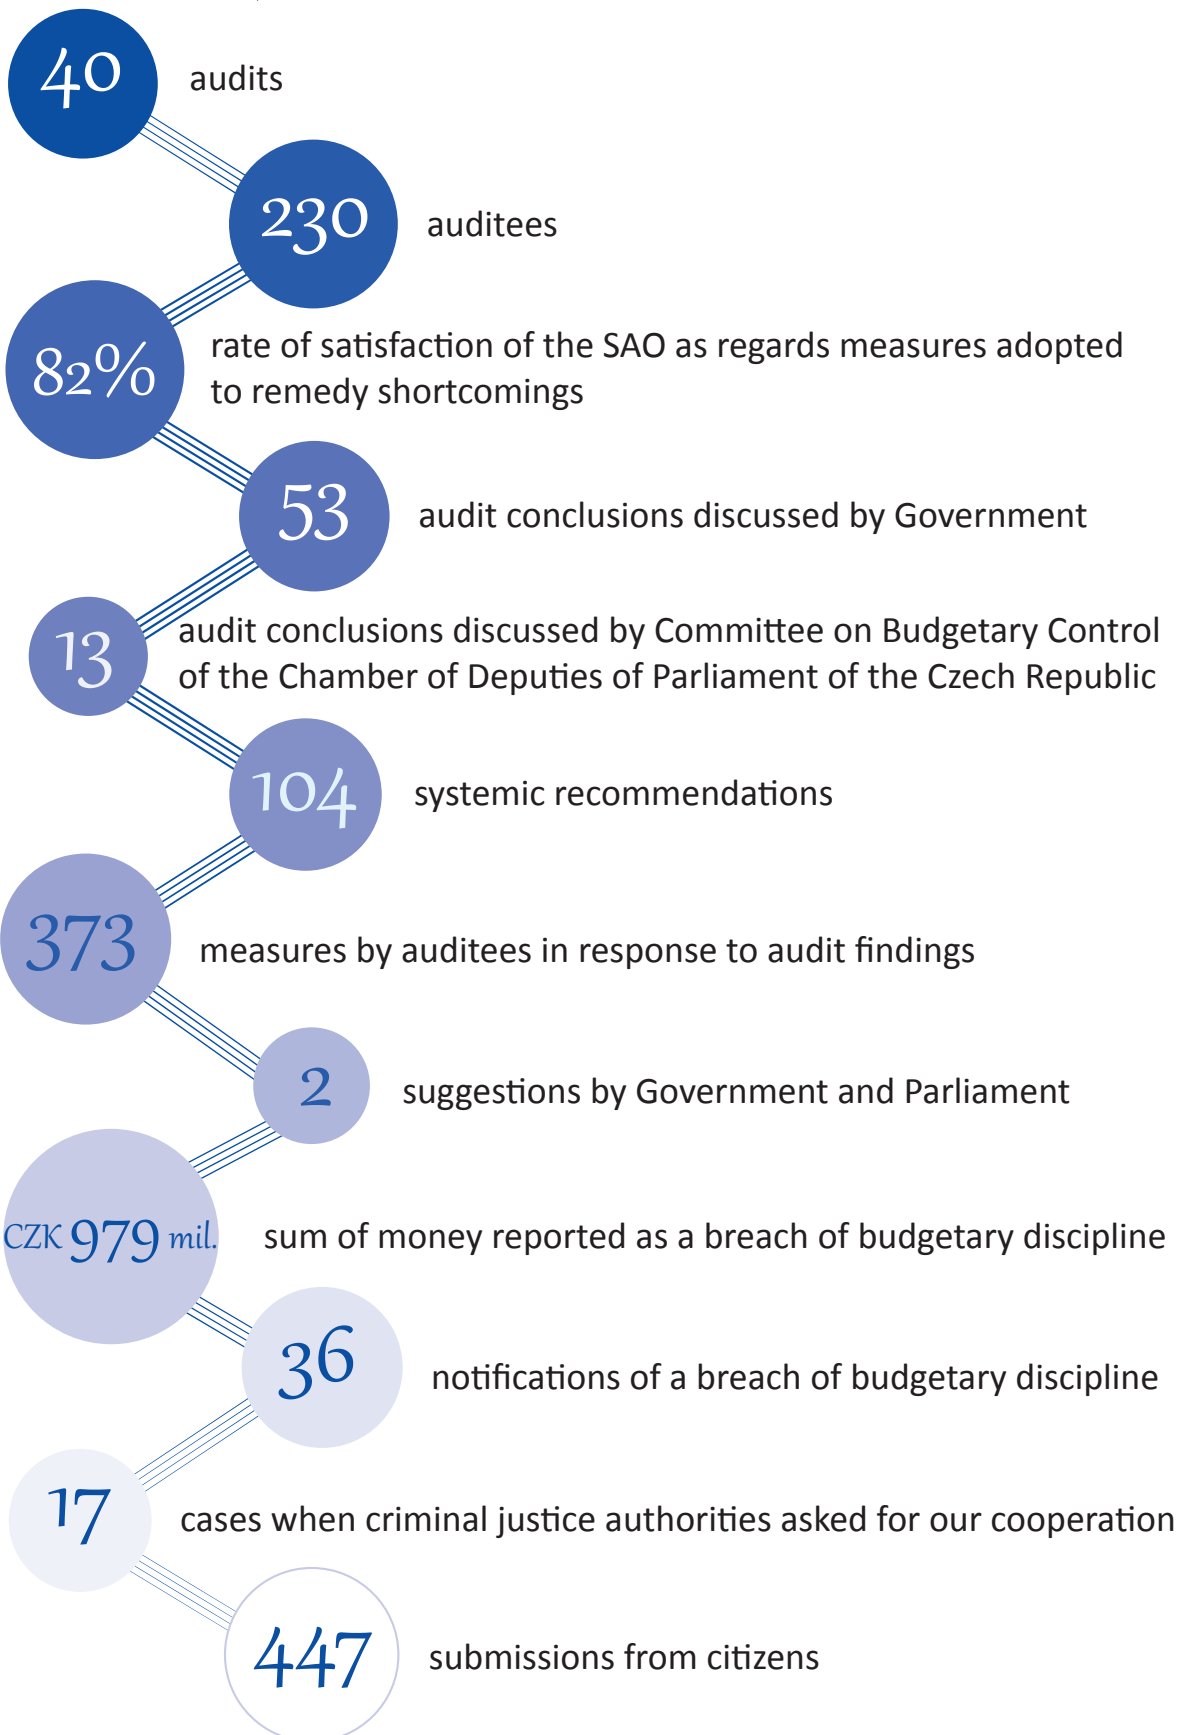 40
audits
230
auditees
82%
rate of satisfaction of the SAO as regards measures adopted
to remedy shortcomings
53
audit conclusions discussed by Government
13
audit conclusions discussed by Committee on Budgetary Control
of the Chamber of Deputies of Parliament of the Czech Republic
104
systemic recommendations
373
measures by auditees in response to audit findings
2
suggestions by Government and Parliament
CZK 979 mil.
sum of money reported as a breach of budgetary discipline
36
notifications of a breach of budgetary discipline
17
cases when criminal justice authorities asked for our cooperation
447
submissions from citizens